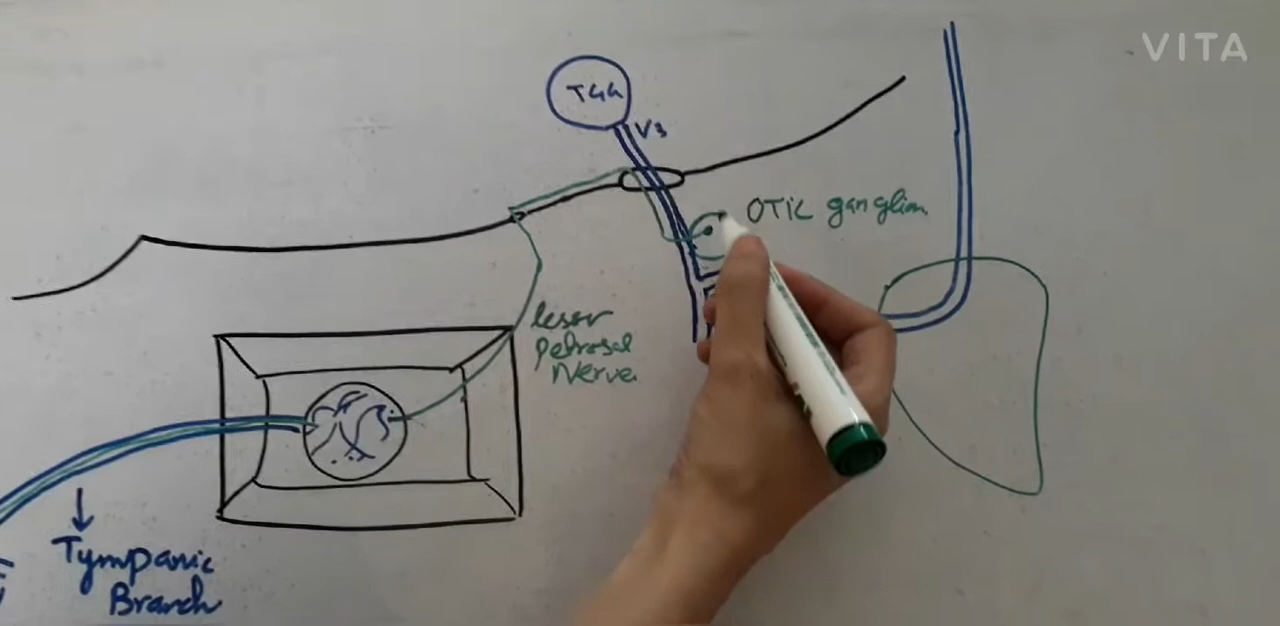 VITA
TGG
V3
OTIC ganglion
lesser
petrosal
Nerve.
Tympanic
Branch